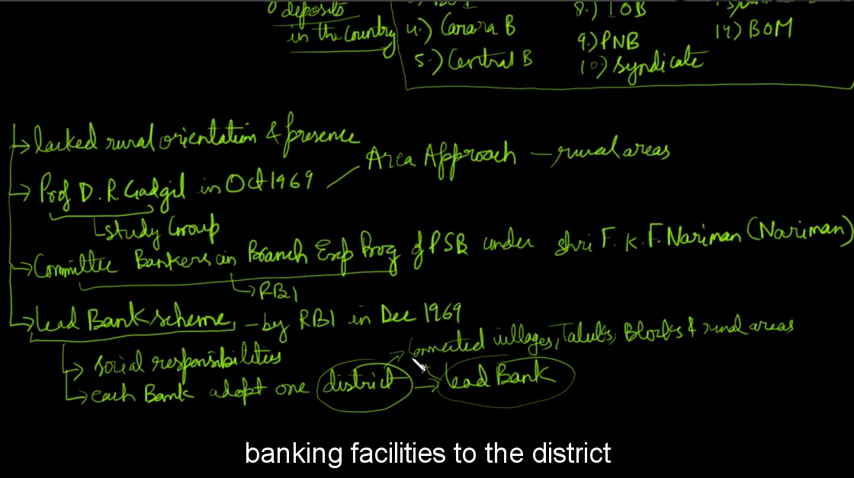 deposits
in the Country
4.) Canara B
5.) Central B
8.) IOB
9.) PNB
10.) Syndicate
14) BOM
→ lacked rural orientation & presence
→ Prof D. R. Gadgil in Oct 1969
Area Approach — rural areas
Study Group
→ Committee Bankers on Branch Exp Prog of PSB under Shri F. K. F. Nariman (Nariman)
→ RBI
→ Lead Bank scheme, – by RBI in Dec 1969
→ Connected villages, Taluks, Blocks & rural areas
→ social responsibilities
→ each Bank adopt one district → Lead Bank
banking facilities to the district